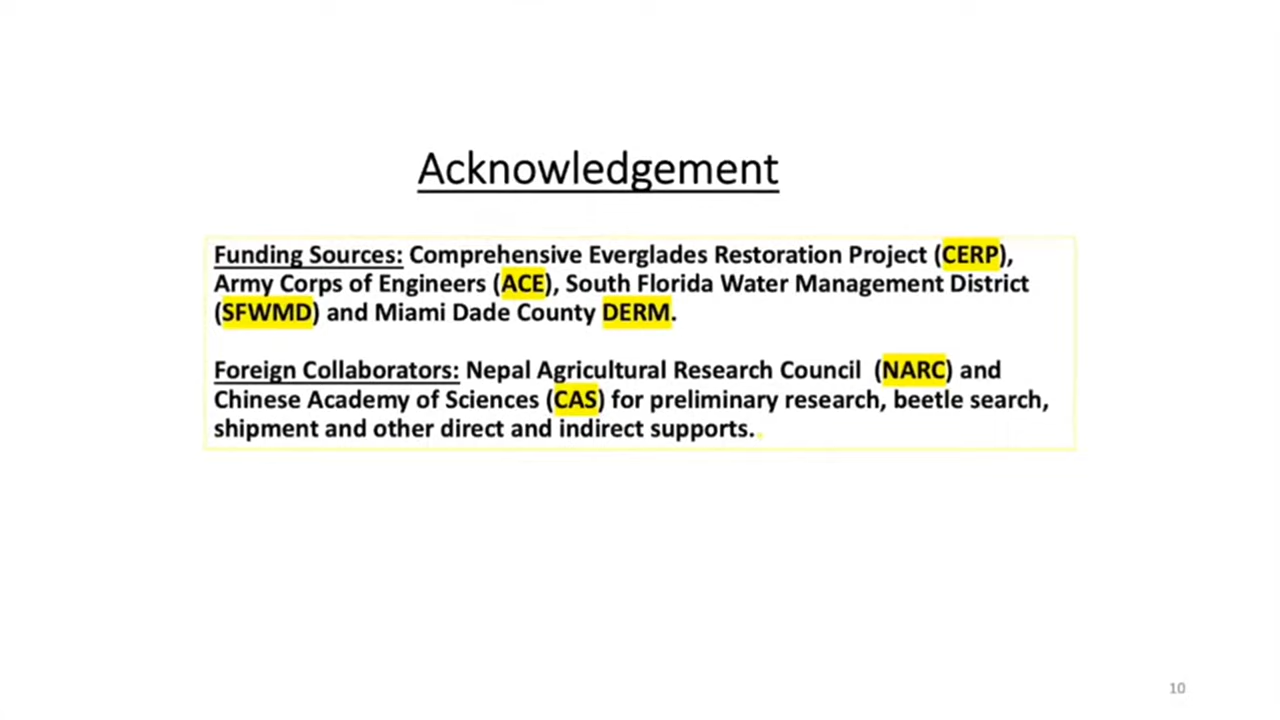 Acknowledgement
Funding Sources: Comprehensive Everglades Restoration Project (CERP),
Army Corps of Engineers (ACE), South Florida Water Management District
(SFWMD) and Miami Dade County DERM.
Foreign Collaborators: Nepal Agricultural Research Council (NARC) and
Chinese Academy of Sciences (CAS) for preliminary research, beetle search,
shipment and other direct and indirect supports..
10